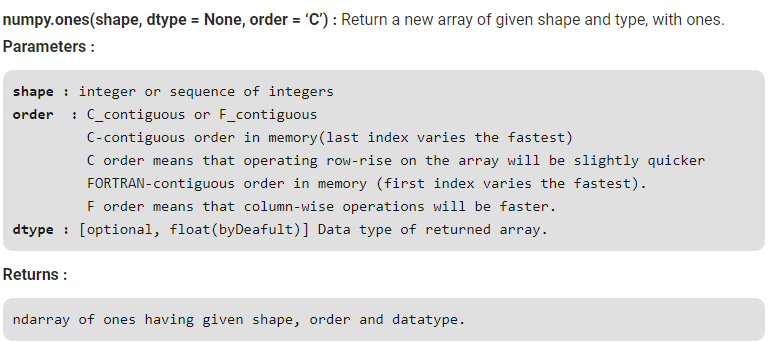 numpy.ones(shape, dtype = None, order = ‘C’) : Return a new array of given shape and type, with ones.
Parameters :
shape : integer or sequence of integers
order  : C_contiguous or F_contiguous
C-contiguous order in memory(last index varies the fastest)
C order means that operating row-rise on the array will be slightly quicker
FORTRAN-contiguous order in memory (first index varies the fastest).
F order means that column-wise operations will be faster.
dtype : [optional, float(byDeafult)] Data type of returned array.
Returns :
ndarray of ones having given shape, order and datatype.